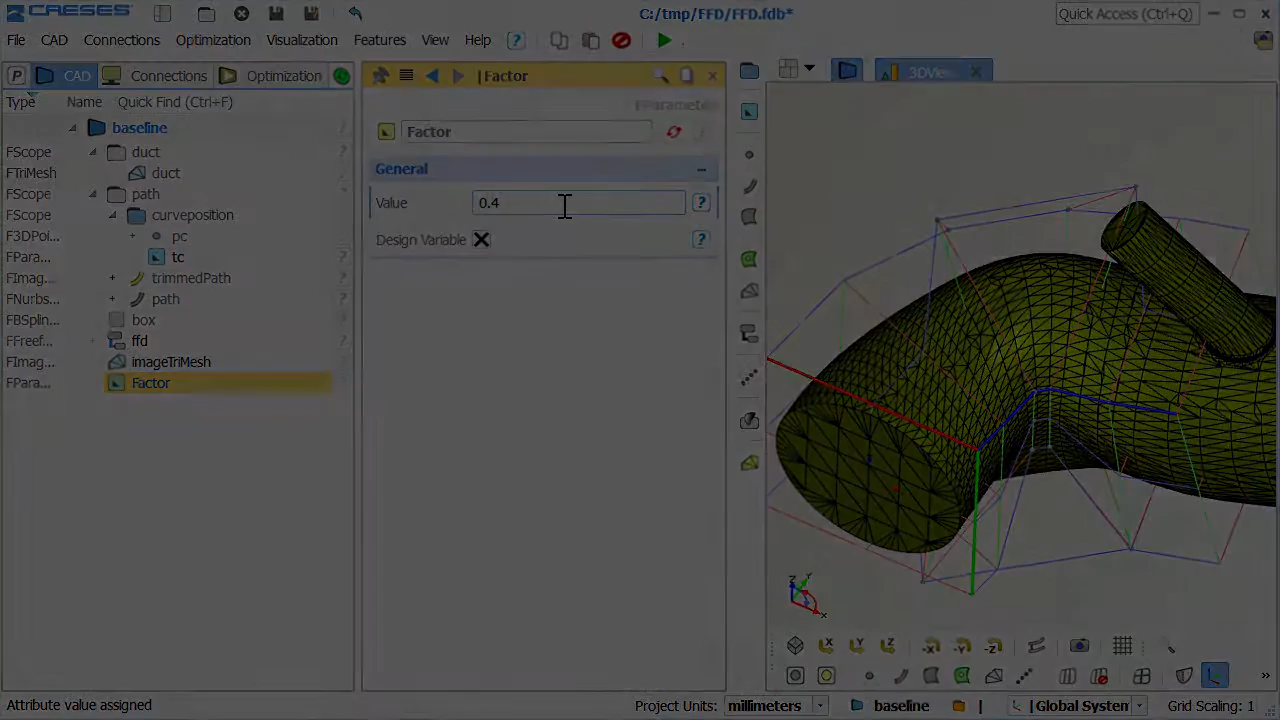 CAESES
C:/tmp/FFD/FFD.fdb*
Quick Access (Ctrl+Q)
File CAD Connections Optimization Visualization Features View Help
P CAD Connections Optimization
|Factor
3DView
Type Name Quick Find (Ctrl+F)
FParameter
baseline
Factor
FScope duct
General
FTriMesh duct
FScope path
Value 0.4
FScope curveposition
F3DPoi... pc
Design Variable
FPara... tc
FImag... trimmedPath
FNurbs... path
FBSplin... box
FFreef... ffd
FImag... imageTriMesh
FPara... Factor
Z Y X
X Y Z -X -Y -Z
Attribute value assigned
Project Units: millimeters
baseline
|
[Global System
Grid Scaling: 1